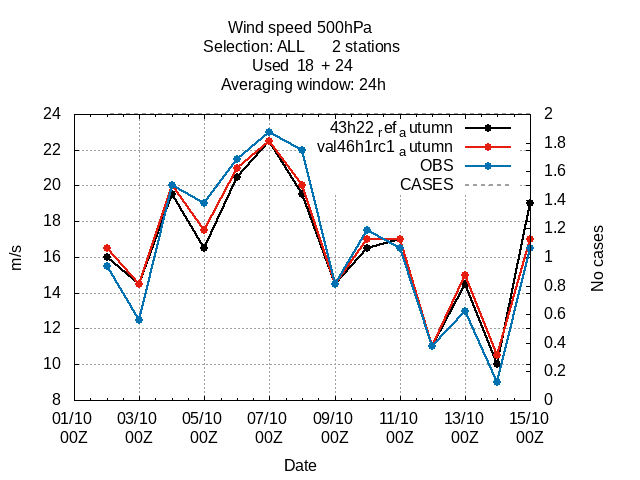 Wind speed 500hPa
Selection: ALL 2 stations
Used 18 + 24
Averaging window: 24h
43h22 ref a utumn
val46h1rc1 a utumn
OBS
CASES
24
22
20
18
16
14
12
10
8
m/s
2
1.8
1.6
1.4
1.2
1
0.8
0.6
0.4
0.2
0
No cases
01/10 03/10 05/10 07/10 09/10 11/10 13/10 15/10
00Z 00Z 00Z 00Z 00Z 00Z 00Z 00Z
Date